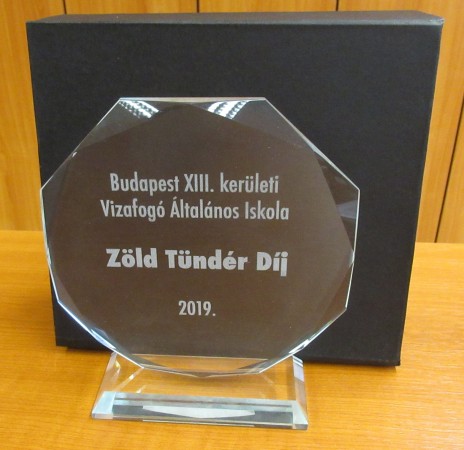 Budapest XIII. kerületi
Vizafogó Általános Iskola
Zöld Tündér Díj
2019.